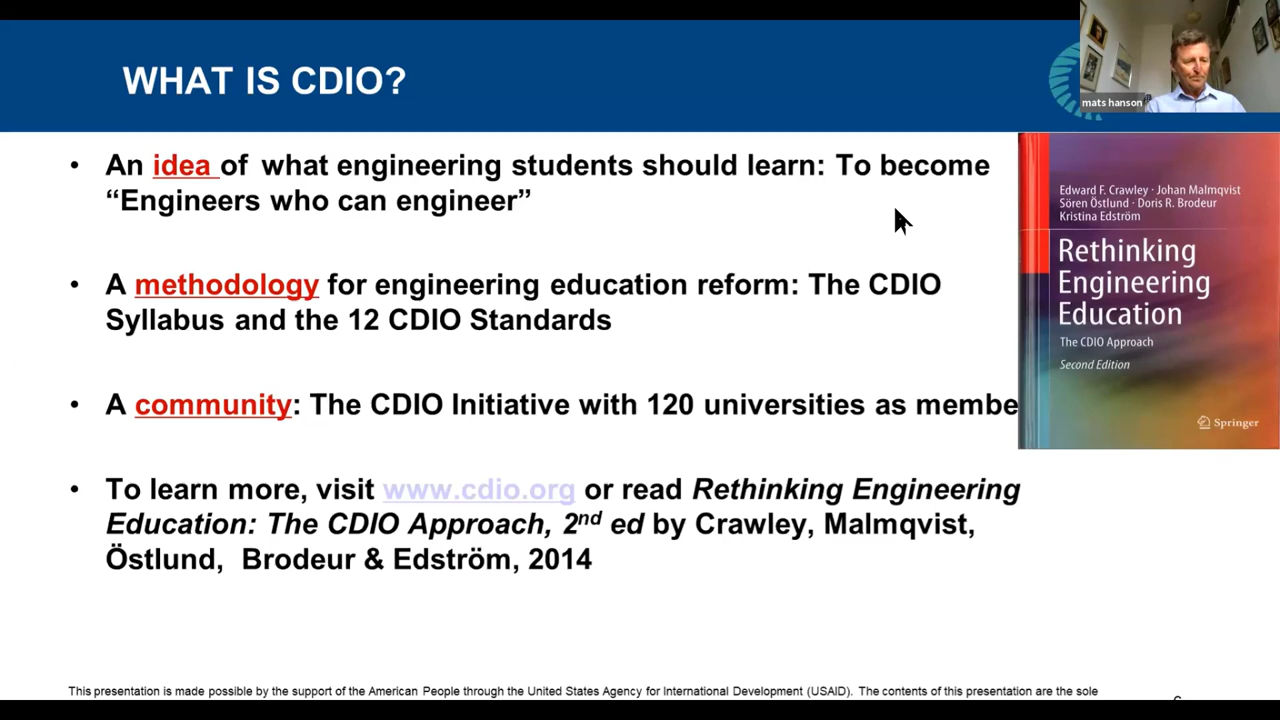 WHAT IS CDIO?
mats hanson
• An idea of what engineering students should learn: To become
“Engineers who can engineer”
• A methodology for engineering education reform: The CDIO
Syllabus and the 12 CDIO Standards
• A community: The CDIO Initiative with 120 universities as membe
• To learn more, visit www.cdio.org or read Rethinking Engineering
Education: The CDIO Approach, 2nd ed by Crawley, Malmqvist,
Östlund, Brodeur & Edström, 2014
Edward F. Crawley · Johan Malmqvist
Sören Östlund · Doris R. Brodeur
Kristina Edström
Rethinking
Engineering
Education
The CDIO Approach
Second Edition
Springer
This presentation is made possible by the support of the American People through the United States Agency for International Development (USAID). The contents of this presentation are the sole